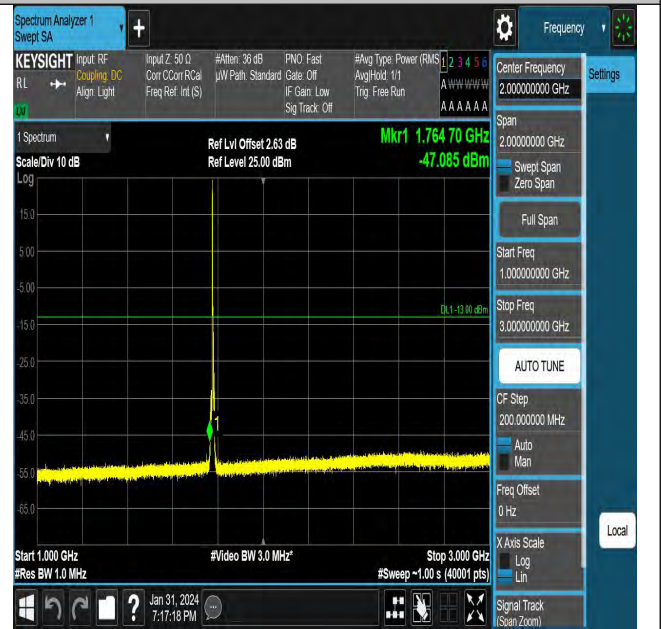 Spectrum Analyzer 1
Swept SA
+
Frequency
KEYSIGHT
RL
Input: RF
Coupling: DC
Align: Light
Input Z: 50 Ω
Corr CCorr RCal
Freq Ref: Int (S)
#Atten: 36 dB
µW Path: Standard
PNO: Fast
Gate: Off
IF Gain: Low
Sig Track: Off
#Avg Type: Power (RMS
Avg|Hold: 1/1
Trig: Free Run
1 2 3 4 5 6
A W W W W W
A A A A A A
1 Spectrum
Scale/Div 10 dB
Log
Ref Lvl Offset 2.63 dB
Ref Level 25.00 dBm
Mkr1 1.764 70 GHz
-47.085 dBm
15.0
5.00
-5.00
DL1 -13.00 dBm
-15.0
-25.0
-35.0
1
-45.0
-55.0
-65.0
Start 1.000 GHz
#Res BW 1.0 MHz
#Video BW 3.0 MHz*
Stop 3.000 GHz
#Sweep ~1.00 s (40001 pts)
Center Frequency
2.00000000 GHz
Settings
Span
2.00000000 GHz
Swept Span
Zero Span
Full Span
Start Freq
1.000000000 GHz
Stop Freq
3.000000000 GHz
AUTO TUNE
CF Step
200.000000 MHz
Auto
Man
Freq Offset
0 Hz
X Axis Scale
Log
Lin
Local
Signal Track
(Span Zoom)
?
Jan 31, 2024
7:17:18 PM